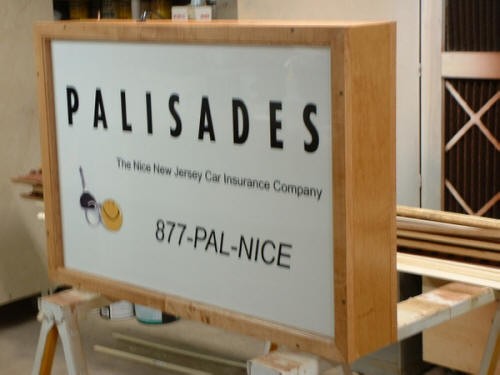 PALISADES
The Nice New Jersey Car Insurance Company
877-PAL-NICE